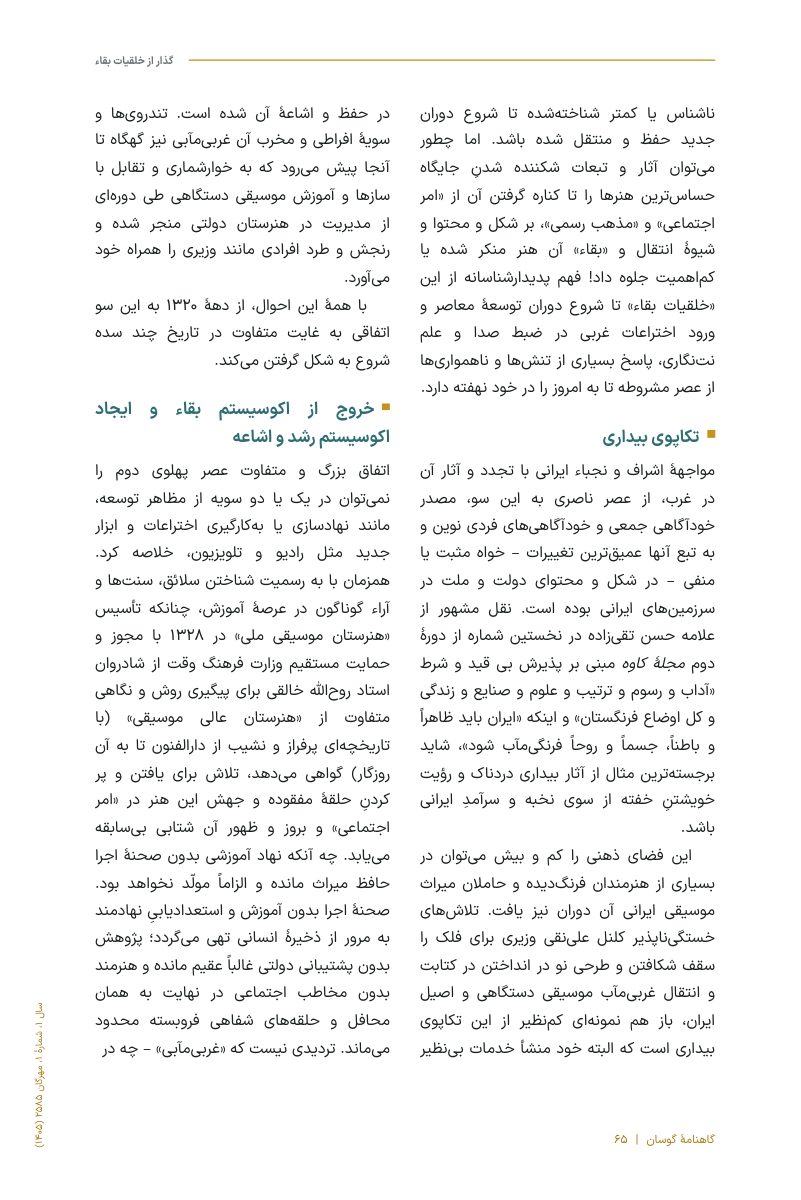 گذار از خلقیات بقاء
ناشناس یا کمتر شناخته‌شده تا شروع دوران
جدید حفظ و منتقل شده باشد. اما چطور
می‌توان آثار و تبعات شکننده شدنِ جایگاه
حساس‌ترین هنرها را تا کناره گرفتن آن از «امر
اجتماعی» و «مذهب رسمی»، بر شکل و محتوا و
شیوهٔ انتقال و «بقاء» آن هنر منکر شده یا
کم‌اهمیت جلوه داد! فهم پدیدارشناسانه از این
«خلقیات بقاء» تا شروع دوران توسعهٔ معاصر و
ورود اختراعات غربی در ضبط صدا و علم
نت‌نگاری، پاسخ بسیاری از تنش‌ها و ناهمواری‌ها
از عصر مشروطه تا به امروز را در خود نهفته دارد.
■ تکاپوی بیداری
مواجههٔ اشراف و نجباء ایرانی با تجدد و آثار آن
در غرب، از عصر ناصری به این سو، مصدر
خودآگاهی جمعی و خودآگاهی‌های فردی نوین و
به تبع آنها عمیق‌ترین تغییرات – خواه مثبت یا
منفی – در شکل و محتوای دولت و ملت در
سرزمین‌های ایرانی بوده است. نقل مشهور از
علامه حسن تقی‌زاده در نخستین شماره از دورهٔ
دوم مجلهٔ کاوه مبنی بر پذیرش بی قید و شرط
«آداب و رسوم و ترتیب و علوم و صنایع و زندگی
و کل اوضاع فرنگستان» و اینکه «ایران باید ظاهراً
و باطناً، جسماً و روحاً فرنگی‌مآب شود»، شاید
برجسته‌ترین مثال از آثار بیداری دردناک و رؤیت
خویشتنِ خفته از سوی نخبه و سرآمدِ ایرانی
باشد.
این فضای ذهنی را کم و بیش می‌توان در
بسیاری از هنرمندان فرنگ‌دیده و حاملان میراث
موسیقی ایرانی آن دوران نیز یافت. تلاش‌های
خستگی‌ناپذیر کلنل علی‌نقی وزیری برای فلک را
سقف شکافتن و طرحی نو در انداختن در کتابت
و انتقال غربی‌مآب موسیقی دستگاهی و اصیل
ایران، باز هم نمونه‌ای کم‌نظیر از این تکاپوی
بیداری است که البته خود منشأ خدمات بی‌نظیر
در حفظ و اشاعهٔ آن شده است. تندروی‌ها و
سویهٔ افراطی و مخرب آن غربی‌مآبی نیز گهگاه تا
آنجا پیش می‌رود که به خوارشماری و تقابل با
سازها و آموزش موسیقی دستگاهی طی دوره‌ای
از مدیریت در هنرستان دولتی منجر شده و
رنجش و طرد افرادی مانند وزیری را همراه خود
می‌آورد.
با همهٔ این احوال، از دههٔ ۱۳۲۰ به این سو
اتفاقی به غایت متفاوت در تاریخ چند سده
شروع به شکل گرفتن می‌کند.
■ خروج از اکوسیستم بقاء و ایجاد
اکوسیستم رشد و اشاعه
اتفاق بزرگ و متفاوت عصر پهلوی دوم را
نمی‌توان در یک یا دو سویه از مظاهر توسعه،
مانند نهادسازی یا به‌کارگیری اختراعات و ابزار
جدید مثل رادیو و تلویزیون، خلاصه کرد.
همزمان با به رسمیت شناختن سلائق، سنت‌ها و
آراء گوناگون در عرصهٔ آموزش، چنانکه تأسیس
«هنرستان موسیقی ملی» در ۱۳۲۸ با مجوز و
حمایت مستقیم وزارت فرهنگ وقت از شادروان
استاد روح‌الله خالقی برای پیگیری روش و نگاهی
متفاوت از «هنرستان عالی موسیقی» (با
تاریخچه‌ای پرفراز و نشیب از دارالفنون تا به آن
روزگار) گواهی می‌دهد، تلاش برای یافتن و پر
کردنِ حلقهٔ مفقوده و جهش این هنر در «امر
اجتماعی» و بروز و ظهور آن شتابی بی‌سابقه
می‌یابد. چه آنکه نهاد آموزشی بدون صحنهٔ اجرا
حافظ میراث مانده و الزاماً مولّد نخواهد بود.
صحنهٔ اجرا بدون آموزش و استعدادیابیِ نهادمند
به مرور از ذخیرهٔ انسانی تهی می‌گردد؛ پژوهش
بدون پشتیبانی دولتی غالباً عقیم مانده و هنرمند
بدون مخاطب اجتماعی در نهایت به همان
محافل و حلقه‌های شفاهی فروبسته محدود
می‌ماند. تردیدی نیست که «غربی‌مآبی» – چه در
سال ۱، شمارهٔ ۱، مهرگان ۲۵۸۵ (۱۴۰۵)
گاهنامهٔ گوسان | ۶۵